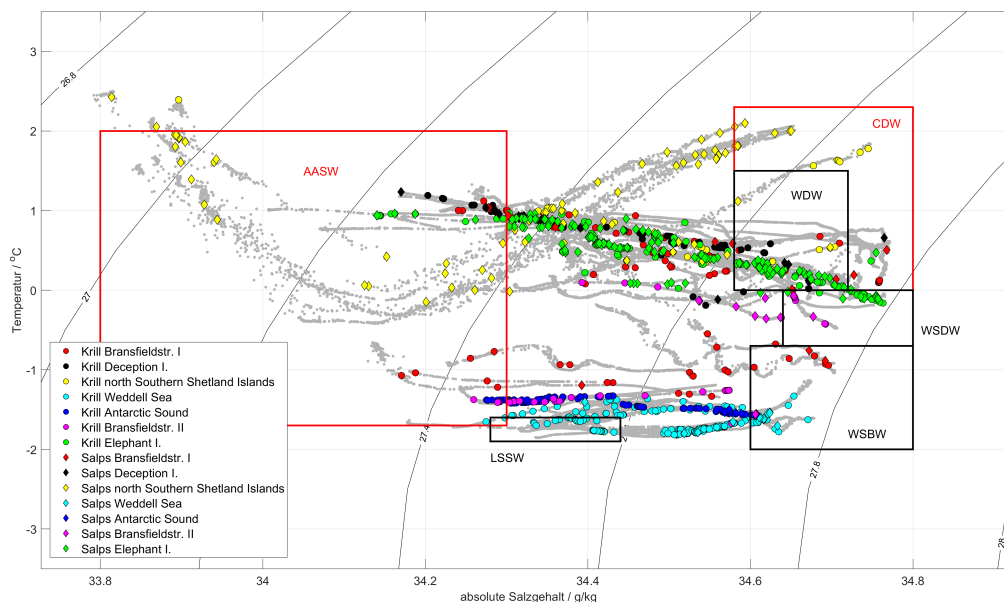 3
2
1
0
-1
-2
-3
33.8
34
34.2
34.4
34.6
34.8
Temperatur / °C
absolute Salzgehalt / g/kg
26.8
27
27.4
27.8
28
AASW
CDW
WDW
WSDW
WSBW
LSSW
Krill Bransfieldstr. I
Krill Deception I.
Krill north Southern Shetland Islands
Krill Weddell Sea
Krill Antarctic Sound
Krill Bransfieldstr. II
Krill Elephant I.
Salps Bransfieldstr. I
Salps Deception I.
Salps north Southern Shetland Islands
Salps Weddell Sea
Salps Antarctic Sound
Salps Bransfieldstr. II
Salps Elephant I.